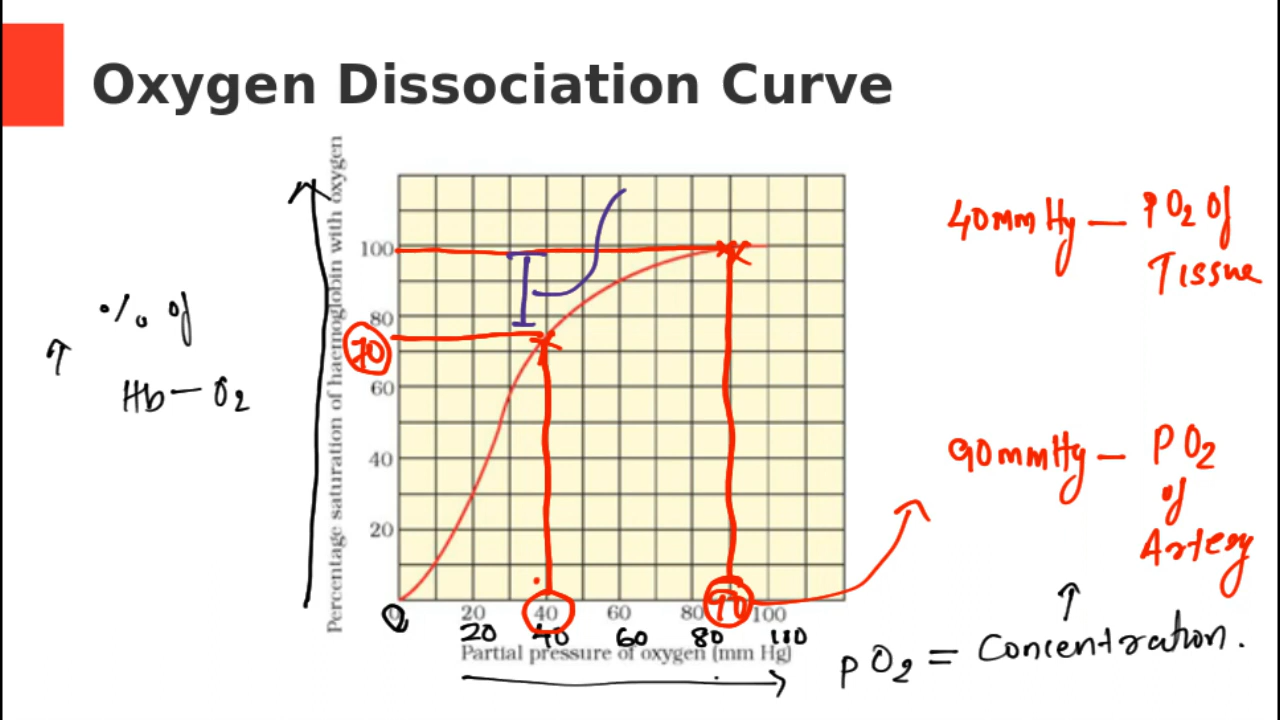 Oxygen Dissociation Curve
Percentage saturation of haemoglobin with oxygen
100
80
70
60
40
20
% of
Hb - O2
0
20
40
60
80
90
100
20
40
60
80
100
Partial pressure of oxygen (mm Hg)
40mm Hg — PO2 of
Tissue
90mmHg — PO2
of
Artery
pO2 = Concentration.